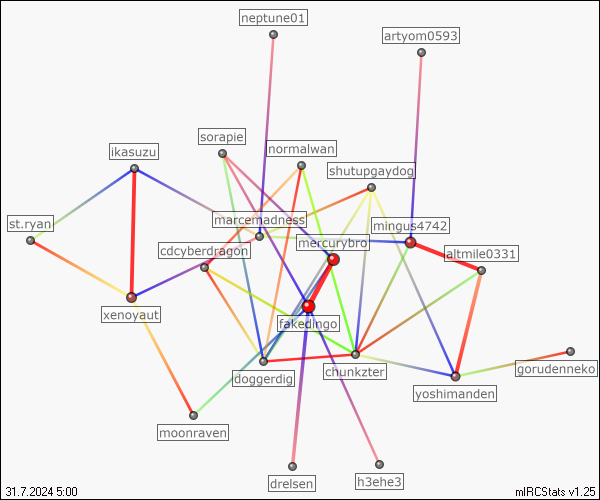 neptune01
artyom0593
sorapie
normalwan
ikasuzu
shutupgaydog
st.ryan
marcemadness
mingus4742
mercurybro
cdcyberdragon
altmile0331
xenoyaut
fakedingo
doggerdig
chunkzter
gorudenneko
yoshimanden
moonraven
drelsen
h3ehe3
31.7.2024 5:00
mIRCStats v1.25